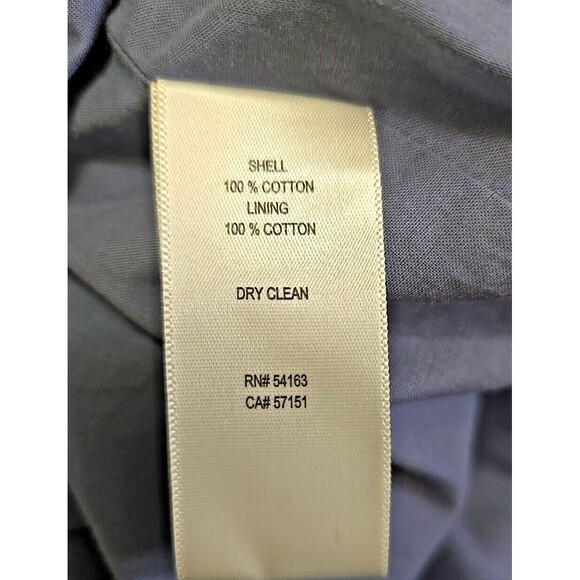 SHELL
100 % COTTON
LINING
100 % COTTON
DRY CLEAN
RN# 54163
CA# 57151